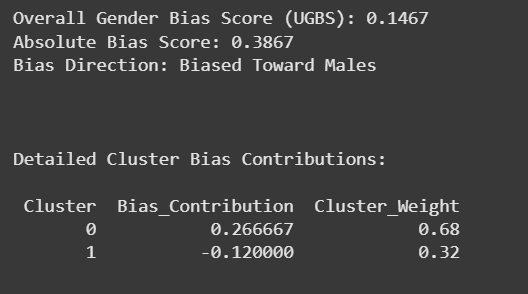 Overall Gender Bias Score (UGBS): 0.1467
Absolute Bias Score: 0.3867
Bias Direction: Biased Toward Males
Detailed Cluster Bias Contributions:
Cluster Bias_Contribution Cluster_Weight
0 0.266667 0.68
1 -0.120000 0.32